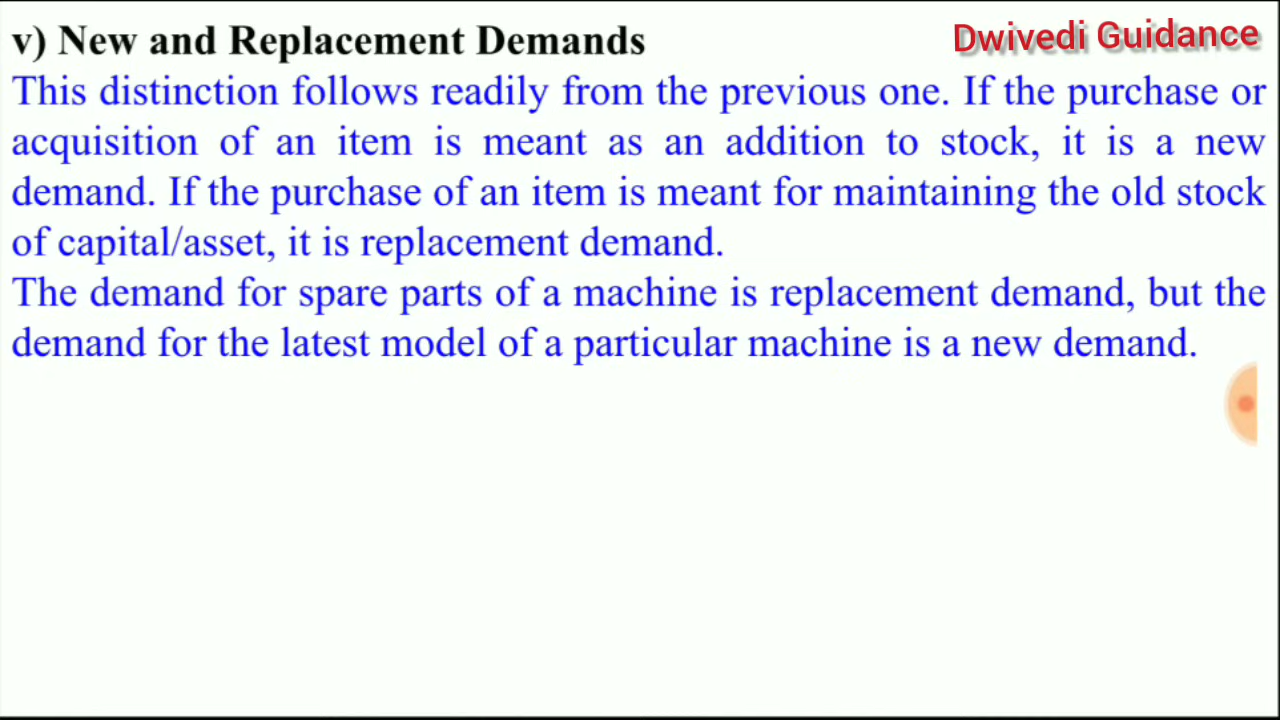 v) New and Replacement Demands
Dwivedi Guidance
This distinction follows readily from the previous one. If the purchase or
acquisition of an item is meant as an addition to stock, it is a new
demand. If the purchase of an item is meant for maintaining the old stock
of capital/asset, it is replacement demand.
The demand for spare parts of a machine is replacement demand, but the
demand for the latest model of a particular machine is a new demand.